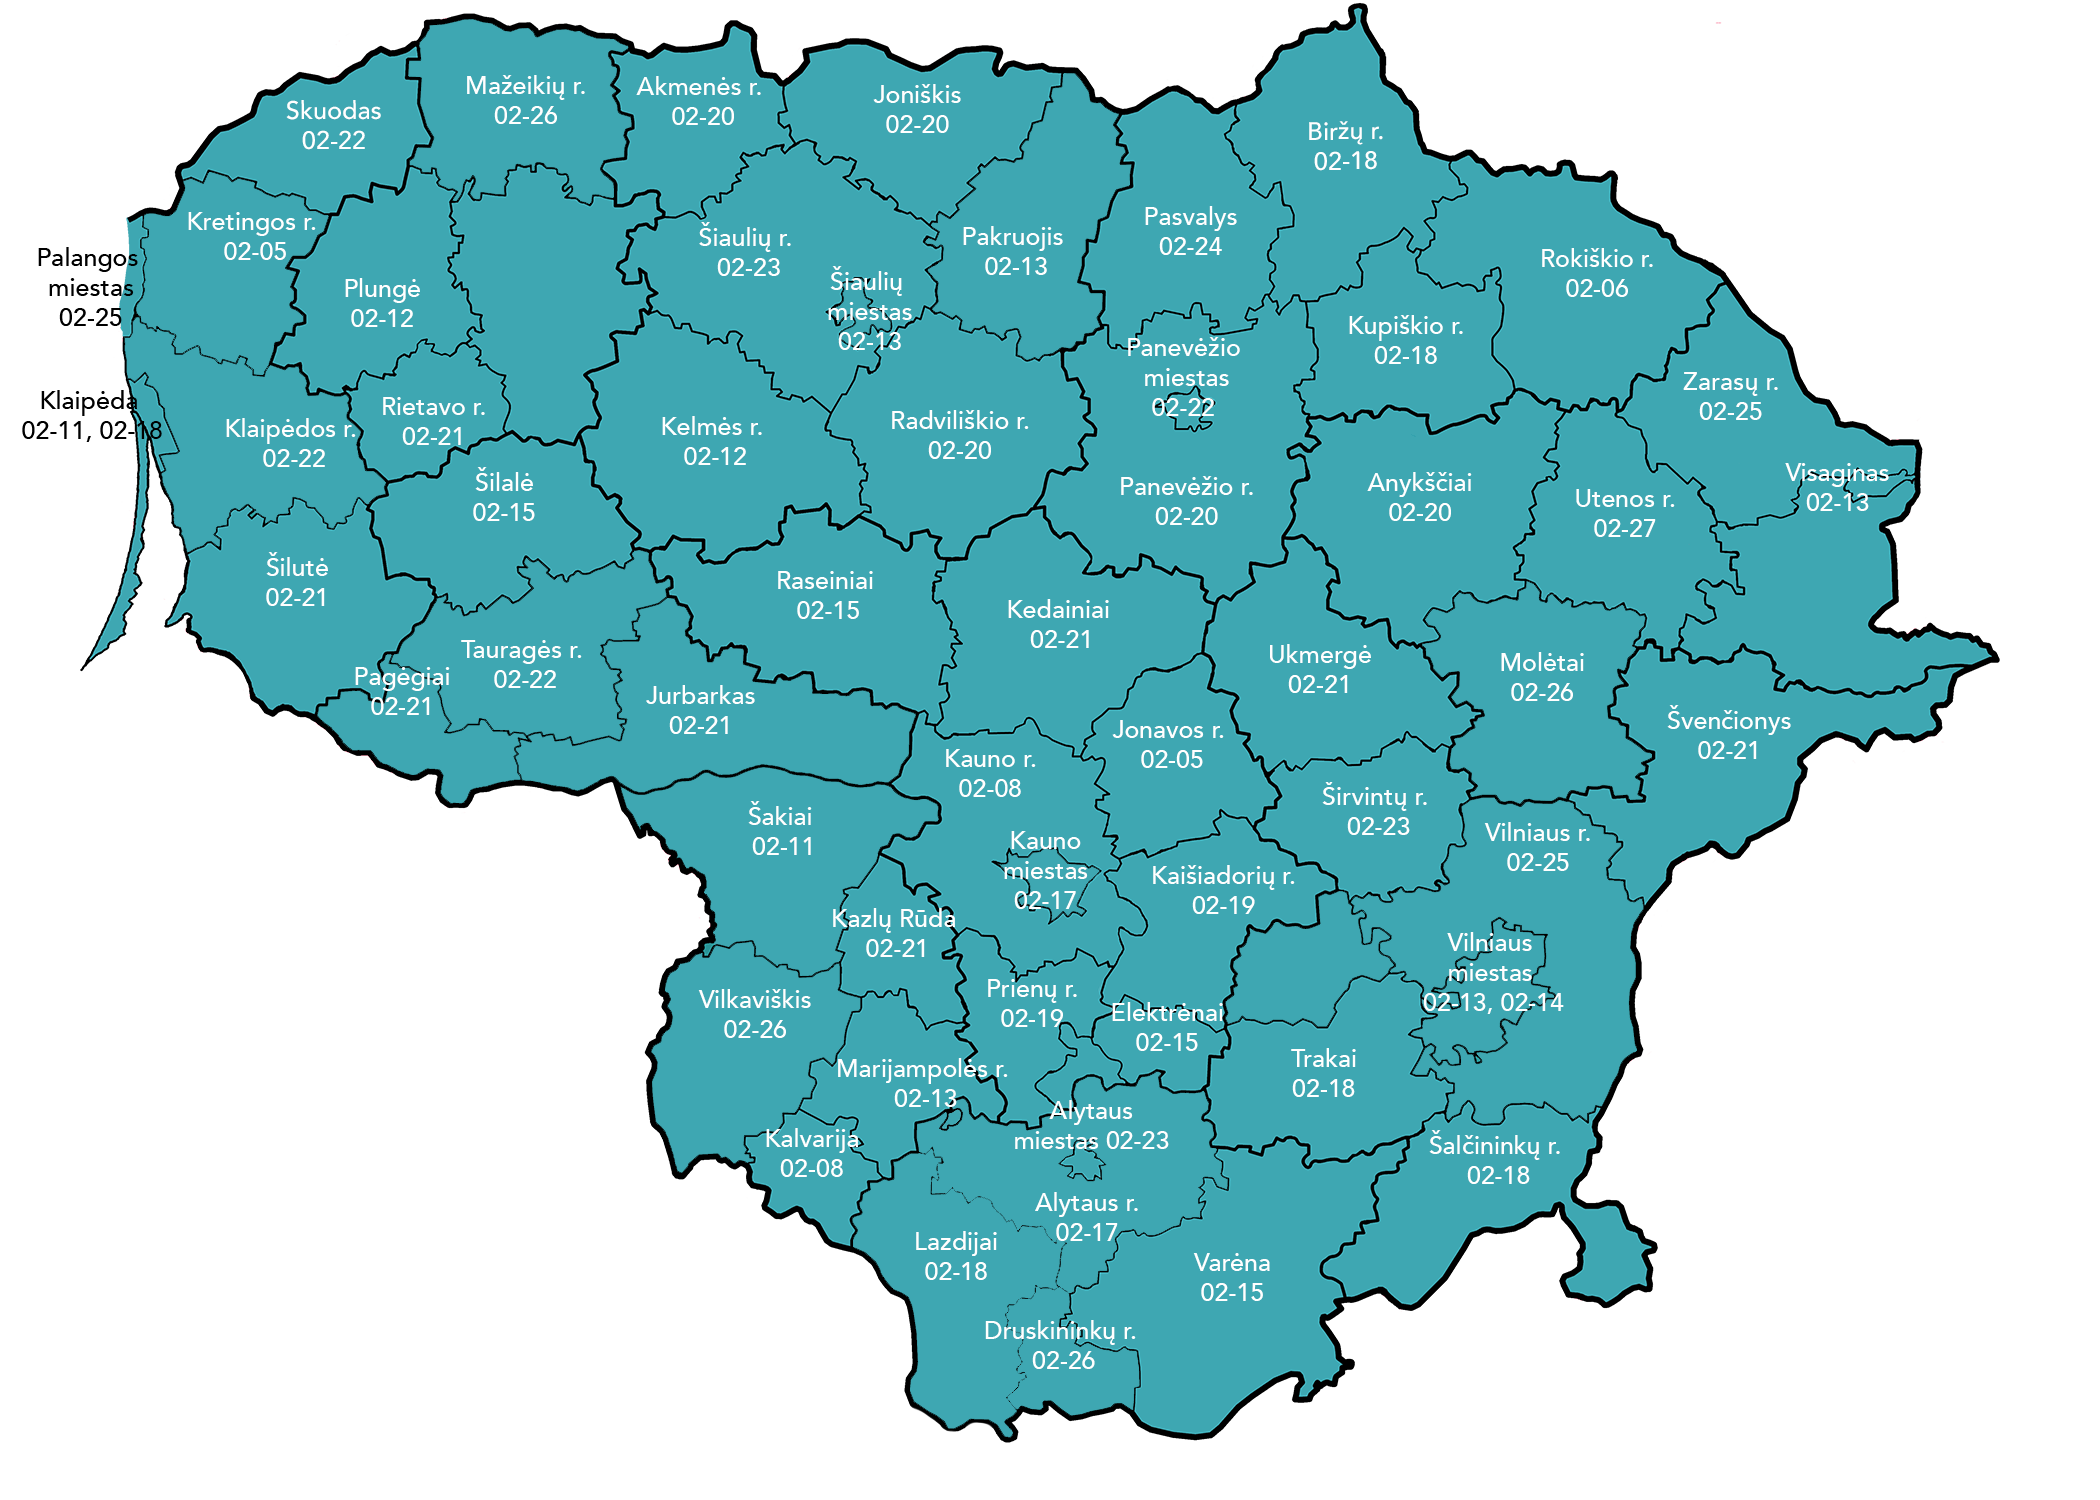 Skuodas
02-22
Mažeikių r.
02-26
Akmenės r.
02-20
Joniškis
02-20
Biržų r.
02-18
Kretingos r.
02-05
Palangos
miestas
02-25
Plungė
02-12
Šiaulių r.
02-23
Šiaulių
miestas
02-13
Pakruojis
02-13
Pasvalys
02-24
Rokiškio r.
02-06
Kupiškio r.
02-18
Panevėžio
miestas
02-22
Zarasų r.
02-25
Klaipėda
02-11, 02-18
Klaipėdos r.
02-22
Rietavo r.
02-21
Kelmės r.
02-12
Radviliškio r.
02-20
Šilalė
02-15
Panevėžio r.
02-20
Anykščiai
02-20
Utenos r.
02-27
Visaginas
02-13
Šilutė
02-21
Raseiniai
02-15
Kedainiai
02-21
Tauragės r.
02-22
Pagėgiai
02-21
Jurbarkas
02-21
Ukmergė
02-21
Molėtai
02-26
Švenčionys
02-21
Jonavos r.
02-05
Kauno r.
02-08
Šakiai
02-11
Širvintų r.
02-23
Vilniaus r.
02-25
Kauno
miestas
02-17
Kaišiadorių r.
02-19
Kazlų Rūda
02-21
Vilniaus
miestas
02-13, 02-14
Vilkaviškis
02-26
Prienų r.
02-19
Elektrėnai
02-15
Trakai
02-18
Marijampolės r.
02-13
Alytaus
miestas 02-23
Kalvarija
02-08
Šalčininkų r.
02-18
Alytaus r.
02-17
Lazdijai
02-18
Varėna
02-15
Druskininkų r.
02-26